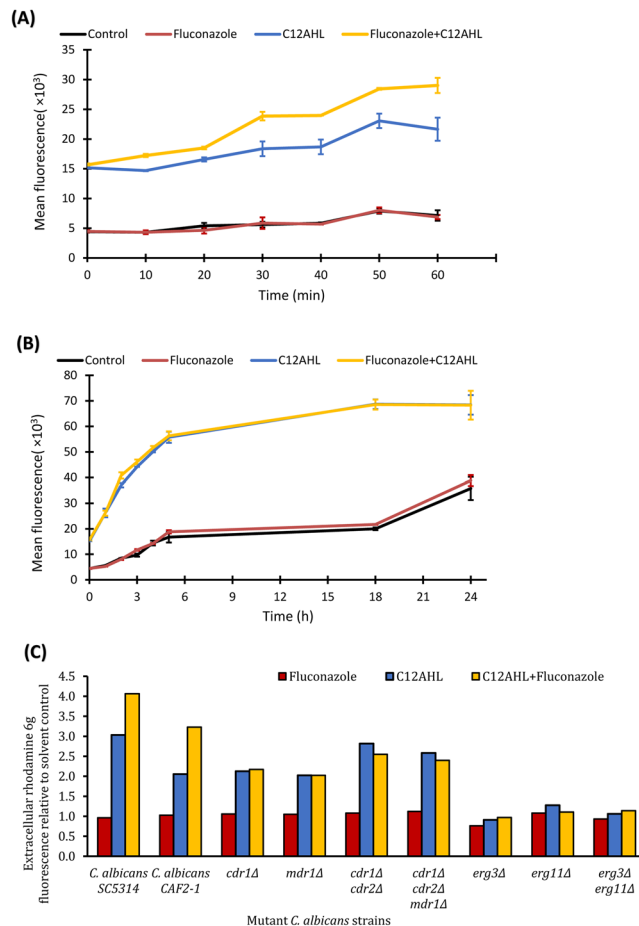 (A)
Control Fluconazole C12AHL Fluconazole+C12AHL
Mean fluorescence( ×10³)
35
30
25
20
15
10
5
0
0 10 20 30 40 50 60
Time (min)
(B)
Control Fluconazole C12AHL Fluconazole+C12AHL
Mean fluorescence( ×10³)
80
70
60
50
40
30
20
10
0
0 3 6 9 12 15 18 21 24
Time (h)
(C)
Fluconazole C12AHL C12AHL+Fluconazole
Extracellular rhodamine 6g
fluorescence relative to solvent control
4.5
4.0
3.5
3.0
2.5
2.0
1.5
1.0
0.5
0.0
C. albicans C. albicans cdr1Δ mdr1Δ cdr1Δ cdr1Δ erg3Δ erg11Δ erg3Δ
SC5314 CAF2-1 cdr2Δ cdr2Δ erg11Δ
mdr1Δ
Mutant C. albicans strains